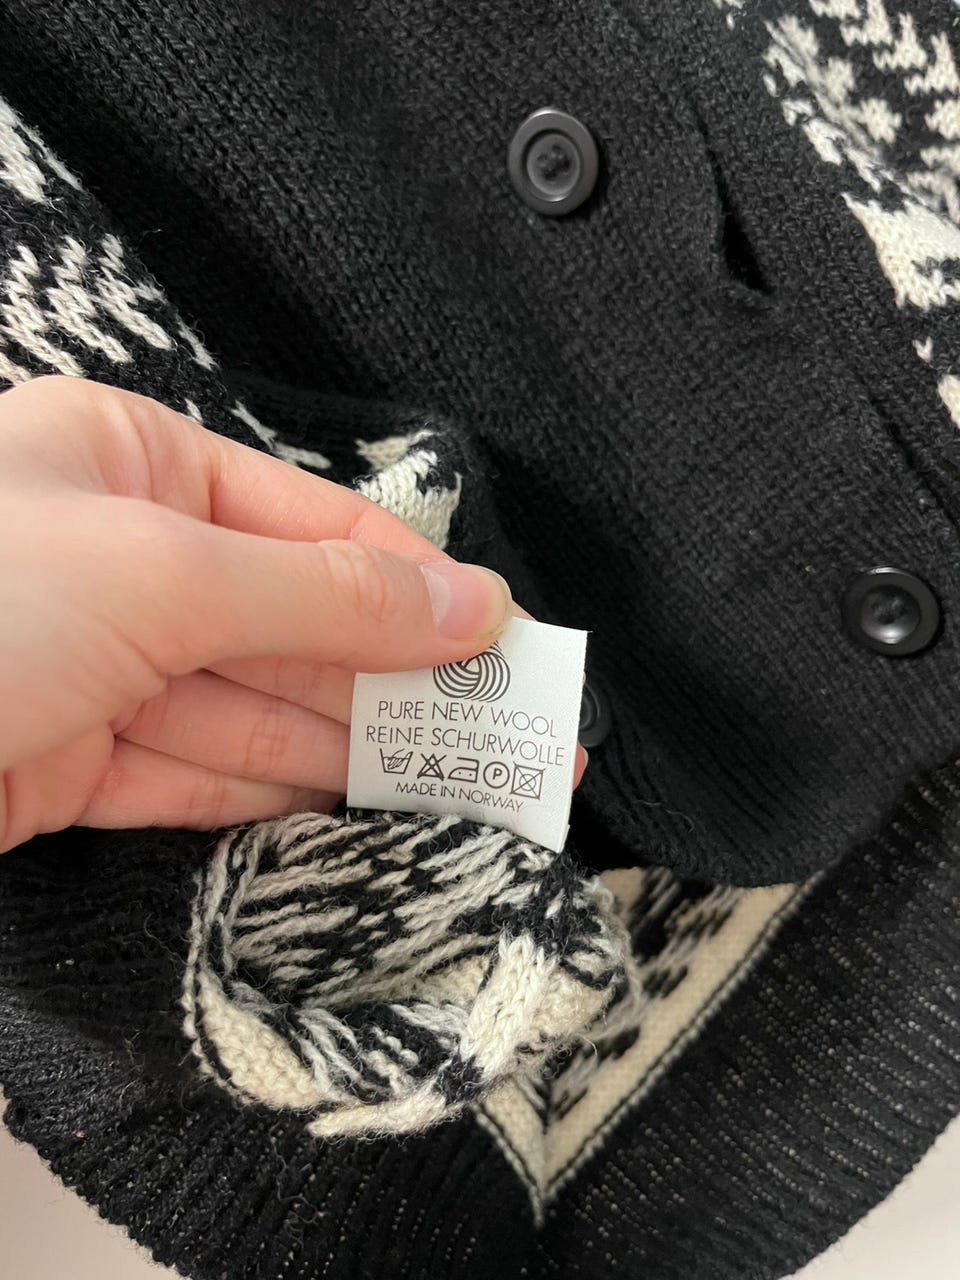 PURE NEW WOOL
REINE SCHURWOLLE
P
MADE IN NORWAY